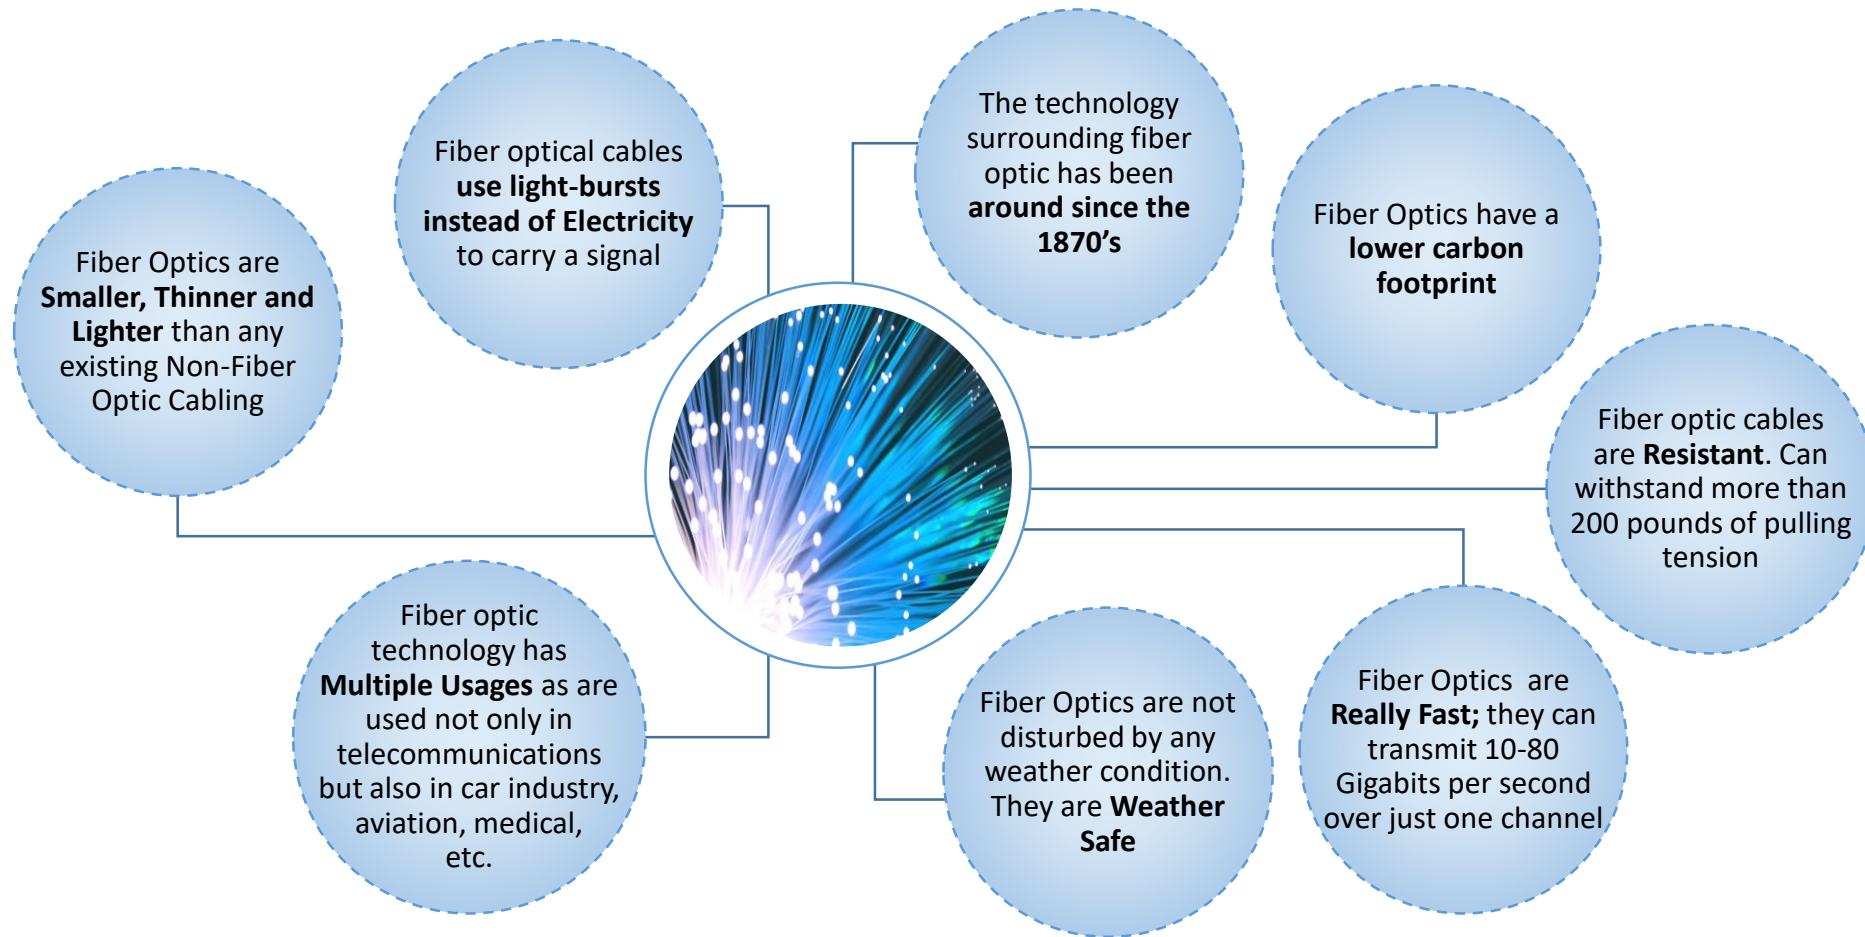 Fiber Optics are
Smaller, Thinner and
Lighter than any
existing Non-Fiber
Optic Cabling
Fiber optical cables
use light-bursts
instead of Electricity
to carry a signal
The technology
surrounding fiber
optic has been
around since the
1870’s
Fiber Optics have a
lower carbon
footprint
Fiber optic cables
are Resistant. Can
withstand more than
200 pounds of pulling
tension
Fiber optic
technology has
Multiple Usages as are
used not only in
telecommunications
but also in car industry,
aviation, medical,
etc.
Fiber Optics are not
disturbed by any
weather condition.
They are Weather
Safe
Fiber Optics  are
Really Fast; they can
transmit 10-80
Gigabits per second
over just one channel